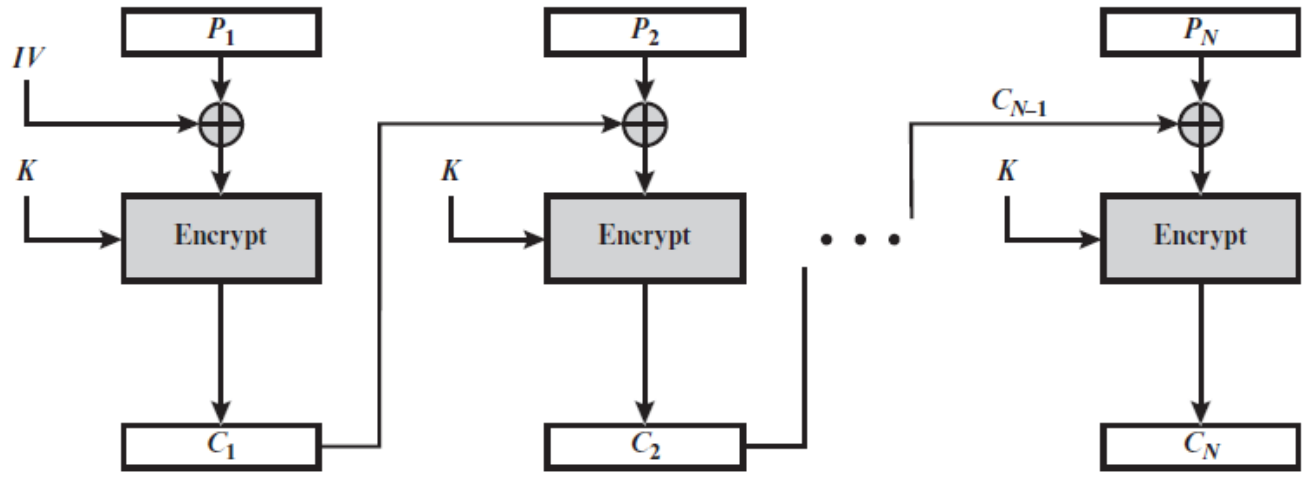 P1
P2
PN
IV
CN–1
K
K
K
Encrypt
Encrypt
• • •
Encrypt
C1
C2
CN